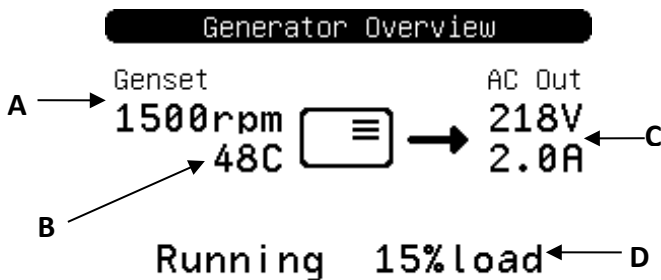 Generator Overview
Genset AC Out
A 1500rpm 218V
48C 2.0A C
B
Running 15%load D